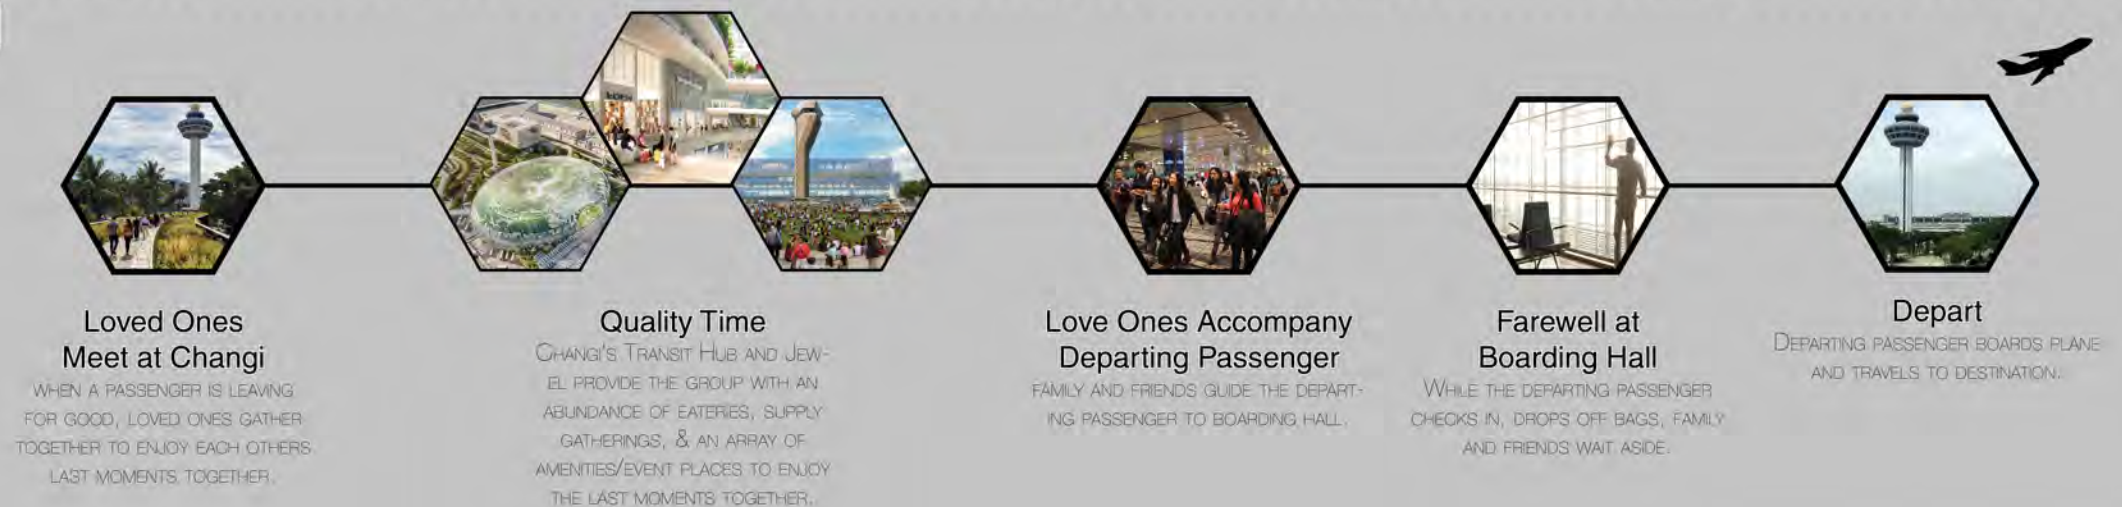 Loved Ones
Meet at Changi
WHEN A PASSENGER IS LEAVING
FOR GOOD, LOVED ONES GATHER
TOGETHER TO ENJOY EACH OTHERS
LAST MOMENTS TOGETHER.
Quality Time
CHANGI'S TRANSIT HUB AND JEW-
EL PROVIDE THE GROUP WITH AN
ABUNDANCE OF EATERIES, SUPPLY
GATHERINGS, & AN ARRAY OF
AMENITIES/EVENT PLACES TO ENJOY
THE LAST MOMENTS TOGETHER.
Love Ones Accompany
Departing Passenger
FAMILY AND FRIENDS GUIDE THE DEPART-
ING PASSENGER TO BOARDING HALL.
Farewell at
Boarding Hall
WHILE THE DEPARTING PASSENGER
CHECKS IN, DROPS OFF BAGS, FAMILY
AND FRIENDS WAIT ASIDE.
Depart
DEPARTING PASSENGER BOARDS PLANE
AND TRAVELS TO DESTINATION.